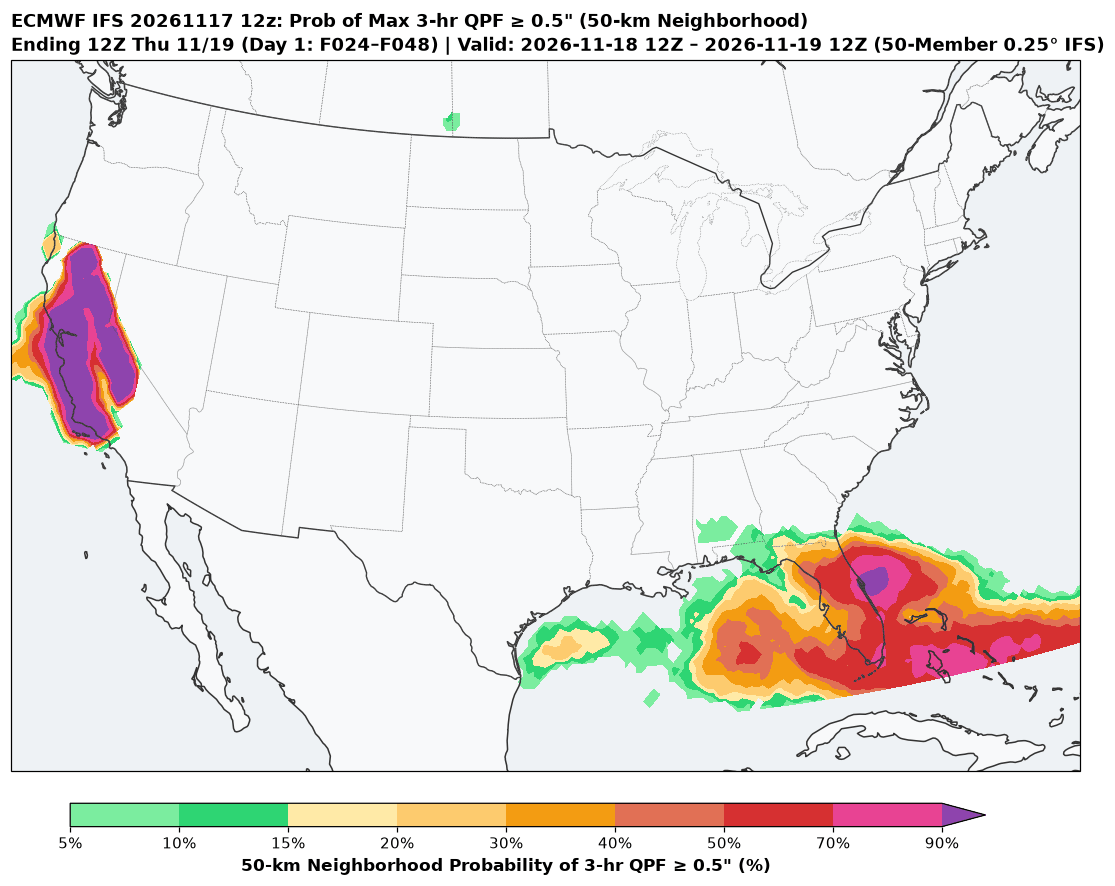 ECMWF IFS 20261117 12z: Prob of Max 3-hr QPF ≥ 0.5" (50-km Neighborhood)
Ending 12Z Thu 11/19 (Day 1: F024–F048) | Valid: 2026-11-18 12Z – 2026-11-19 12Z (50-Member 0.25° IFS)
5% 10% 15% 20% 30% 40% 50% 70% 90%
50-km Neighborhood Probability of 3-hr QPF ≥ 0.5" (%)